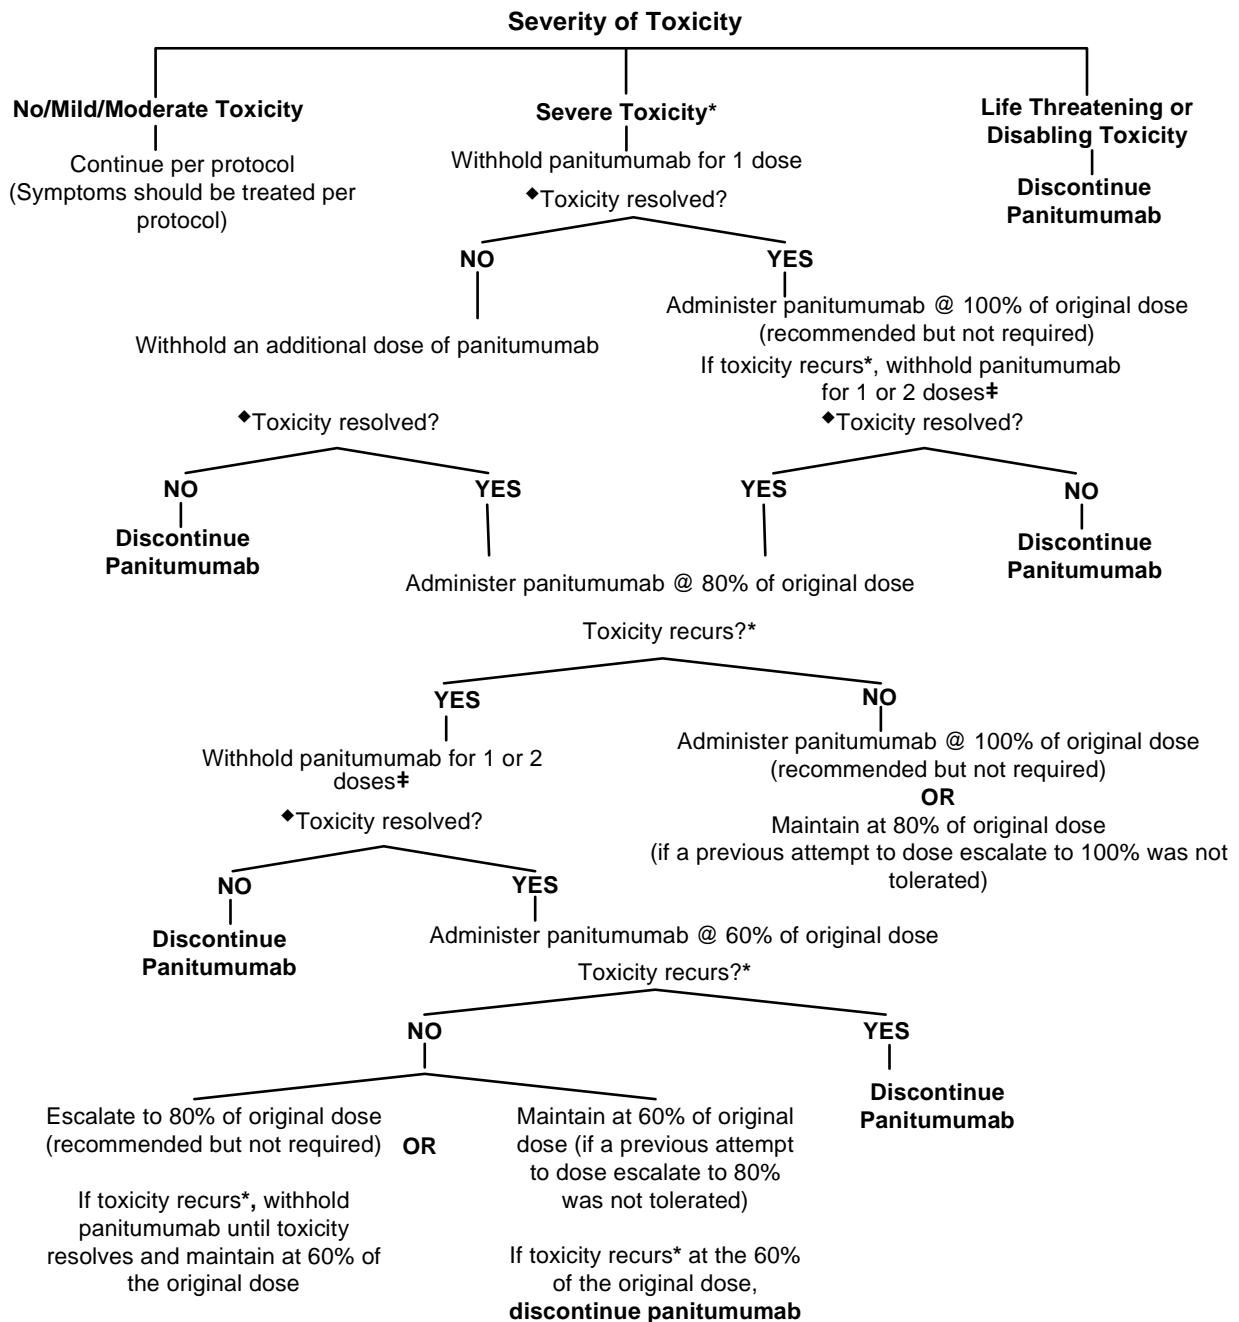 Severity of Toxicity
No/Mild/Moderate Toxicity
Continue per protocol
(Symptoms should be treated per
protocol)
Severe Toxicity*
Withhold panitumumab for 1 dose
◆Toxicity resolved?
Life Threatening or
Disabling Toxicity
Discontinue
Panitumumab
NO
YES
Withhold an additional dose of panitumumab
Administer panitumumab @ 100% of original dose
(recommended but not required)
If toxicity recurs*, withhold panitumumab
for 1 or 2 doses‡
◆Toxicity resolved?
◆Toxicity resolved?
NO
YES
YES
NO
Discontinue
Panitumumab
Discontinue
Panitumumab
Administer panitumumab @ 80% of original dose
Toxicity recurs?*
YES
NO
Withhold panitumumab for 1 or 2
doses‡
◆Toxicity resolved?
Administer panitumumab @ 100% of original dose
(recommended but not required)
OR
Maintain at 80% of original dose
(if a previous attempt to dose escalate to 100% was not
tolerated)
NO
YES
Discontinue
Panitumumab
Administer panitumumab @ 60% of original dose
Toxicity recurs?*
NO
YES
Discontinue
Panitumumab
Escalate to 80% of original dose
(recommended but not required)
If toxicity recurs*, withhold
panitumumab until toxicity
resolves and maintain at 60% of
the original dose
OR
Maintain at 60% of original
dose (if a previous attempt
to dose escalate to 80%
was not tolerated)
If toxicity recurs* at the 60%
of the original dose,
discontinue panitumumab